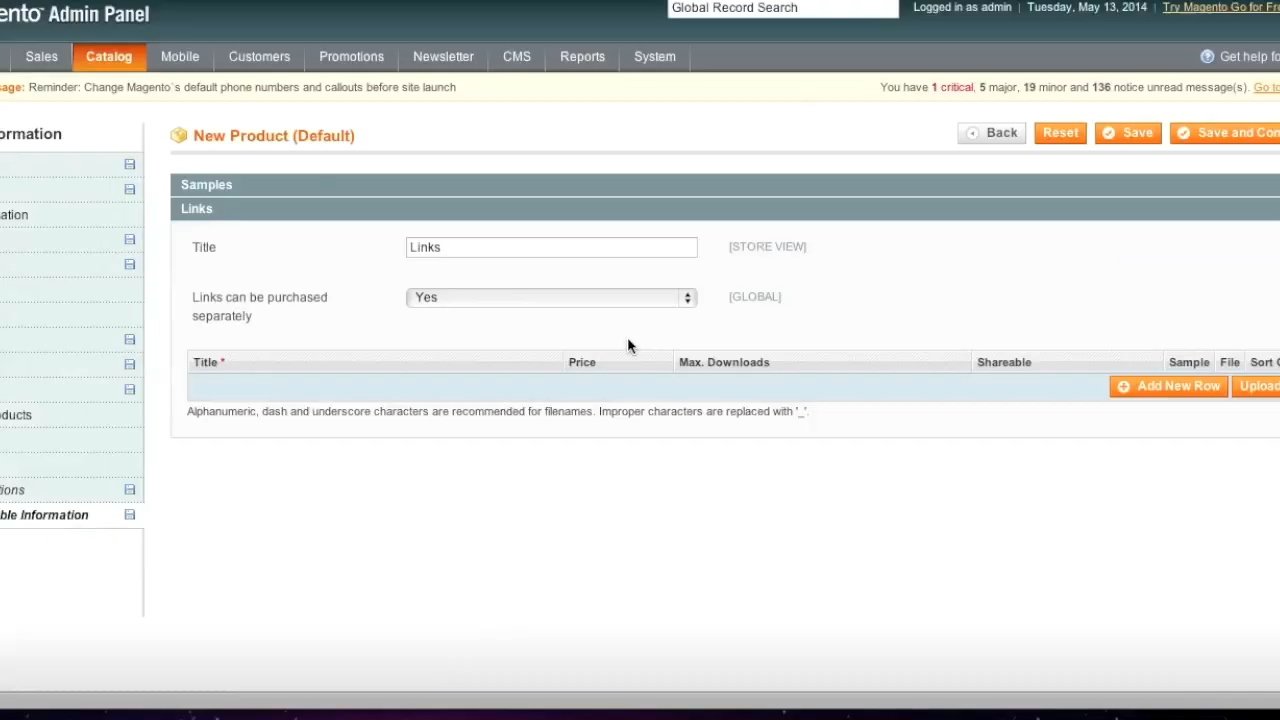 ento™ Admin Panel
Global Record Search
Logged in as admin | Tuesday, May 13, 2014 | Try Magento Go for Fre
Sales
Catalog
Mobile
Customers
Promotions
Newsletter
CMS
Reports
System
Get help fo
sage: Reminder: Change Magento`s default phone numbers and callouts before site launch
You have 1 critical, 5 major, 19 minor and 136 notice unread message(s). Go to
ormation
ation
oducts
tions
ble Information
New Product (Default)
Back
Reset
Save
Save and Con
Samples
Links
Title
Links
[STORE VIEW]
Links can be purchased
separately
Yes
[GLOBAL]
Title *
Price
Max. Downloads
Shareable
Sample
File
Sort O
Add New Row
Upload
Alphanumeric, dash and underscore characters are recommended for filenames. Improper characters are replaced with '_'.